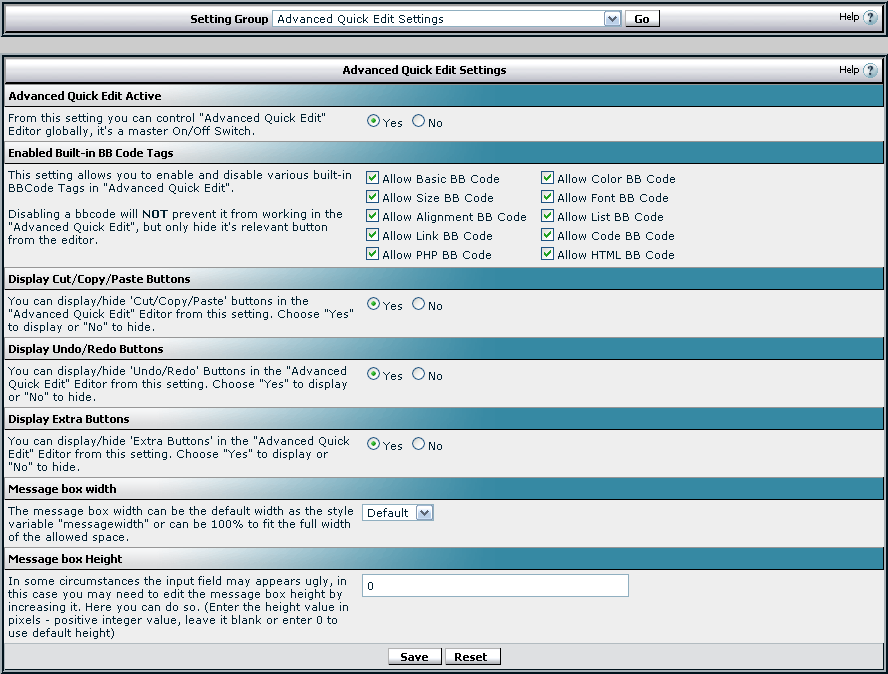 Setting Group Advanced Quick Edit Settings Go Help ?
Advanced Quick Edit Settings Help ?
Advanced Quick Edit Active
From this setting you can control "Advanced Quick Edit"
Editor globally, it's a master On/Off Switch.
Yes No
Enabled Built-in BB Code Tags
This setting allows you to enable and disable various built-in
BBCode Tags in "Advanced Quick Edit".
Disabling a bbcode will NOT prevent it from working in the
"Advanced Quick Edit", but only hide it's relevant button
from the editor.
Allow Basic BB Code Allow Color BB Code
Allow Size BB Code Allow Font BB Code
Allow Alignment BB Code Allow List BB Code
Allow Link BB Code Allow Code BB Code
Allow PHP BB Code Allow HTML BB Code
Display Cut/Copy/Paste Buttons
You can display/hide 'Cut/Copy/Paste' buttons in the
"Advanced Quick Edit" Editor from this setting. Choose "Yes"
to display or "No" to hide.
Yes No
Display Undo/Redo Buttons
You can display/hide 'Undo/Redo' Buttons in the "Advanced
Quick Edit" Editor from this setting. Choose "Yes" to display
or "No" to hide.
Yes No
Display Extra Buttons
You can display/hide 'Extra Buttons' in the "Advanced Quick
Edit" Editor from this setting. Choose "Yes" to display or
"No" to hide.
Yes No
Message box width
The message box width can be the default width as the style
variable "messagewidth" or can be 100% to fit the full width
of the allowed space.
Default
Message box Height
In some circumstances the input field may appears ugly, in
this case you may need to edit the message box height by
increasing it. Here you can do so. (Enter the height value in
pixels - positive integer value, leave it blank or enter 0 to
use default height)
0
Save Reset